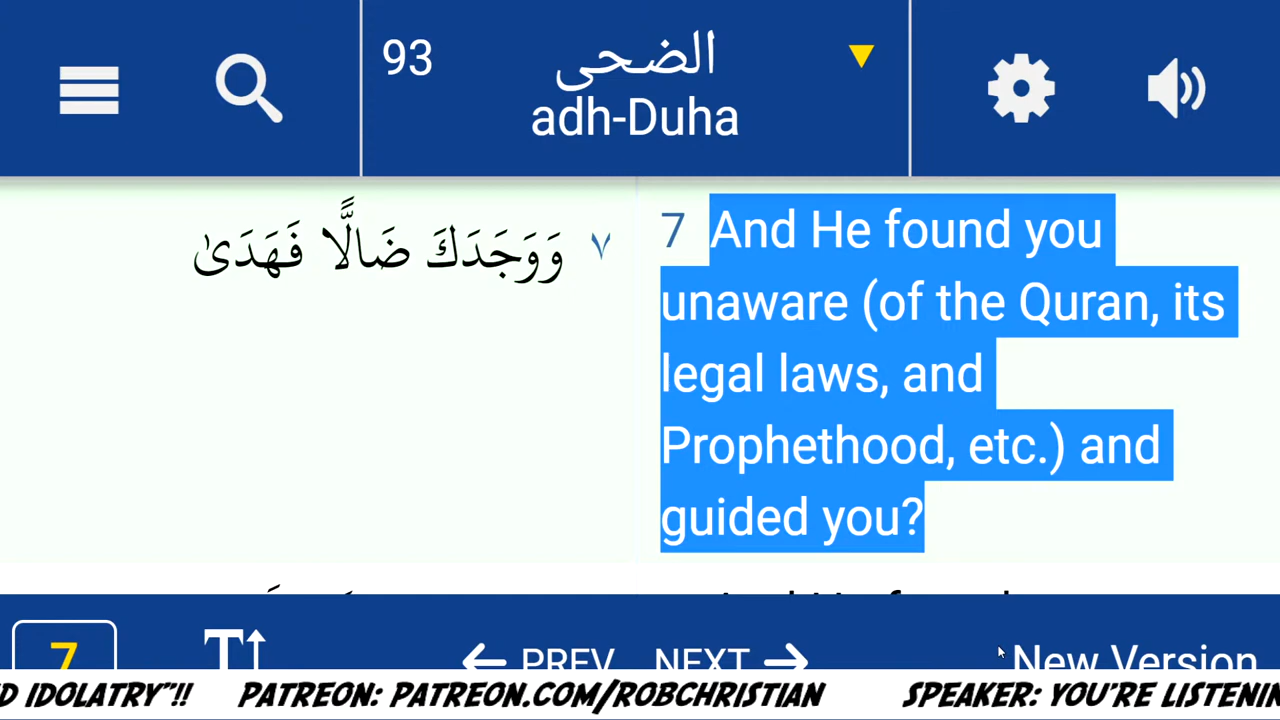 93
الضحى
adh-Duha
وَوَجَدَكَ ضَالًّا فَهَدَىٰ ٧
7 And He found you
unaware (of the Quran, its
legal laws, and
Prophethood, etc.) and
guided you?
7
T
← PREV NEXT →
New Version
D IDOLATRY"!! PATREON: PATREON.COM/ROBCHRISTIAN SPEAKER: YOU'RE LISTENIN